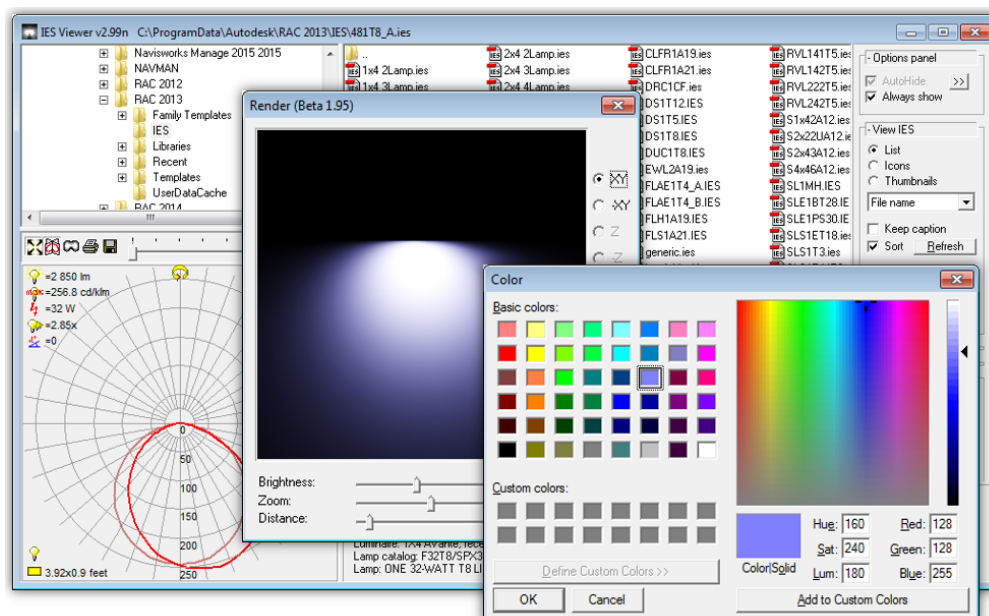 IES Viewer v2.99n   C:\ProgramData\Autodesk\RAC 2013\IES\481T8_A.ies
Navisworks Manage 2015 2015
NAVMAN
RAC 2012
RAC 2013
Family Templates
IES
Libraries
Recent
Templates
UserDataCache
RAC 2014
..
1x4 2Lamp.ies
1x4 3Lamp.ies
2x4 2Lamp.ies
2x4 3Lamp.ies
2x4 4Lamp.ies
CLFR1A19.ies
CLFR1A21.ies
DRC1CF.ies
DS1T12.IES
DS1T5.IES
DS1T8.IES
DUC1T8.IES
EWL2A19.ies
FLAE1T4_A.IES
FLAE1T4_B.IES
FLH1A19.IES
FLS1A21.IES
generic.ies
RVL141T5.ies
RVL142T5.ies
RVL222T5.ies
RVL242T5.ies
S1x42A12.ies
S2x22UA12.ie
S2x43A12.ies
S4x46A12.ies
SL1MH.IES
SLE1BT28.IE
SLE1PS30.IE
SLS1ET18.ies
SLS1T3.ies
Options panel
AutoHide
>>
Always show
View IES
List
Icons
Thumbnails
File name
Keep caption
Sort
Refresh
=2 850 lm
=256.8 cd/klm
=32 W
=2.85x
=0
0
50
100
150
200
250
3.92x0.9 feet
Render (Beta 1.95)
XY
-XY
Z
-Z
Brightness:
Zoom:
Distance:
Lamp catalog: F32T8/SPX3
Lamp: ONE 32-WATT T8 LI
Color
Basic colors:
Custom colors:
Define Custom Colors >>
OK
Cancel
Color|Solid
Hue: 160
Sat: 240
Lum: 180
Red: 128
Green: 128
Blue: 255
Add to Custom Colors